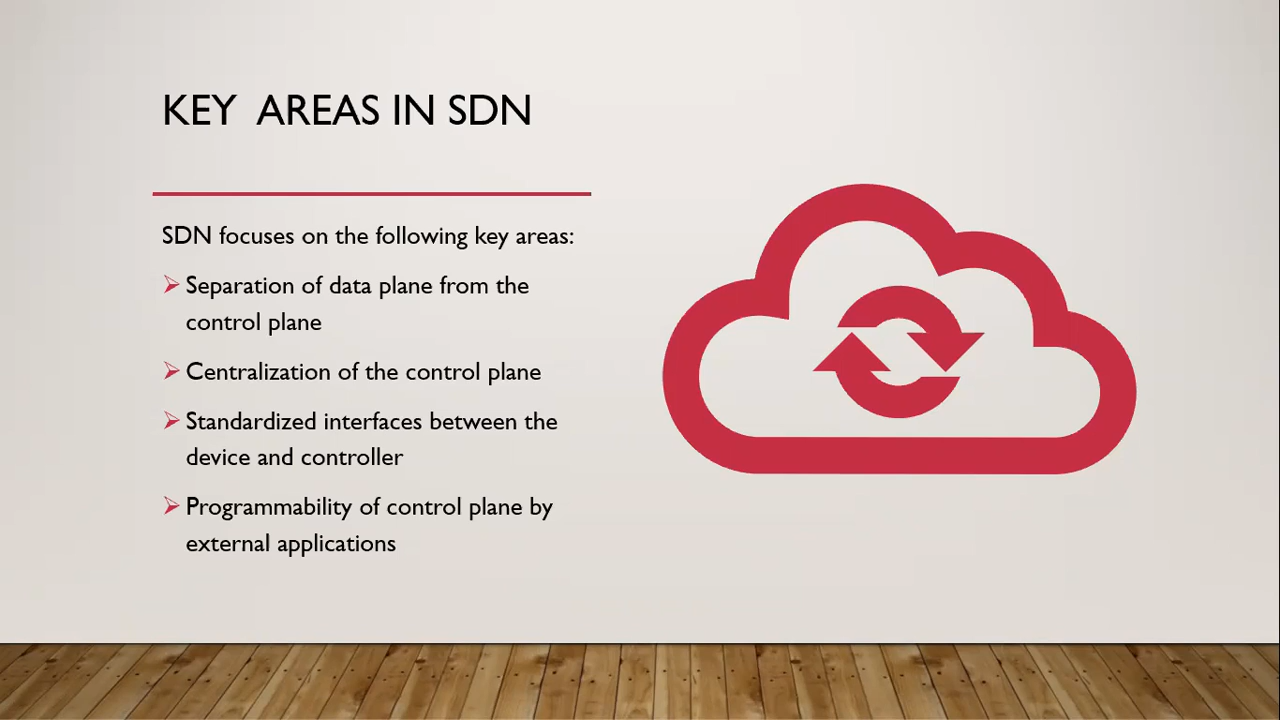 KEY  AREAS IN SDN
SDN focuses on the following key areas:
➢ Separation of data plane from the
control plane
➢ Centralization of the control plane
➢ Standardized interfaces between the
device and controller
➢ Programmability of control plane by
external applications